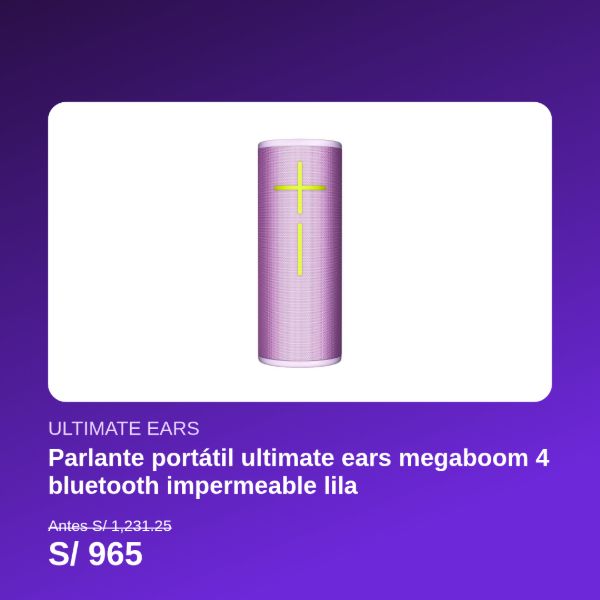 ULTIMATE EARS
Parlante portátil ultimate ears megaboom 4
bluetooth impermeable lila
Antes S/ 1,231.25
S/ 965